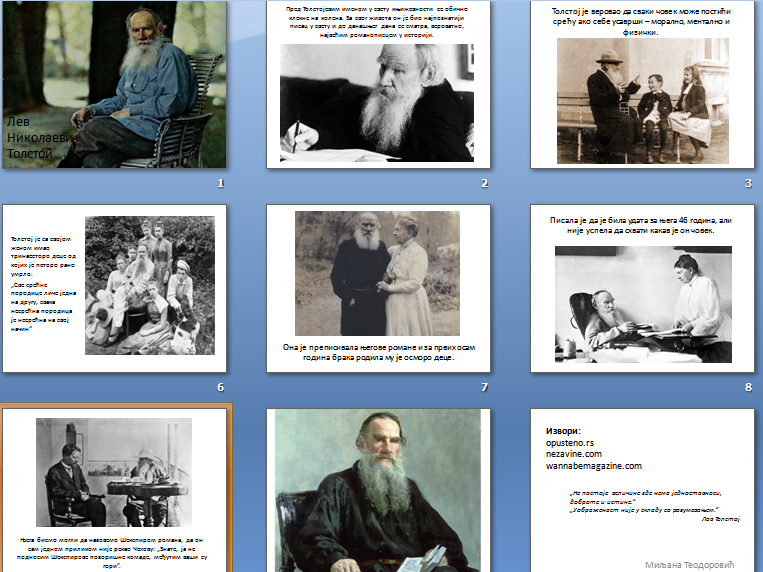 Лев
Николаевич
Толстој
1
Пред Толстојевим именом у свету књижевности се обично
клекне на колена. За свог живота он је био најпознатији
писац у свету и до данашњег дана се сматра, вероватно,
највећим романописцем у историји.
2
Толстој је веровао да сваки човек може постићи
срећу ако себе усаврши – морално, ментално и
физички.
3
Толстој је са својом
женом имао
тринаесторо деце од
којих је петоро рано
умрло.
„Све срећне
породице личе једна
на другу, свака
несрећна породица
је несрећна на свој
начин“
6
Она је преписивала његове романе и за првих осам
година брака родила му је осморо деце.
7
Писала је да је била удата за њега 46 година, али
није успела да схвати какав је он човек.
8
Њега бисмо могли да назовемо Шекспиром романа, да он
сам једном приликом није рекао Чехову: „Знате, ја не
подносим Шекспирове позоришне комаде, међутим ваши су
гори“.
Извори:
opusteno.rs
nezavine.com
wannabemagazine.com
„Не постоји величине где нема једноставности,
доброте и истине.“
„Уображеност није у складу са разумевањем.“
Лав Толстој
Миљана Теодоровић